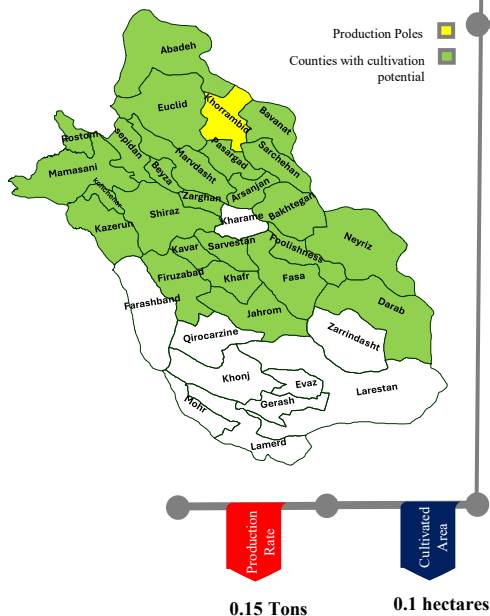 Production Poles
Counties with cultivation
potential
Abadeh
Euclid
Khorrambid
Bavanat
Rostom
sepidan
Pasargad
Sarchehan
Mamasani
Beyza
Marvdasht
Arsanjan
Zarghan
Bakhtegan
Shiraz
Kharame
Kazerun
Kavar
Sarvestan
Foolishness
Neyriz
Firuzabad
Khafr
Fasa
Farashband
Jahrom
Darab
Qirocarzine
Zarrindasht
Khonj
Evaz
Larestan
Mohr
Gerash
Lamerd
Production
Rate
Cultivated
Area
0.15 Tons
0.1 hectares